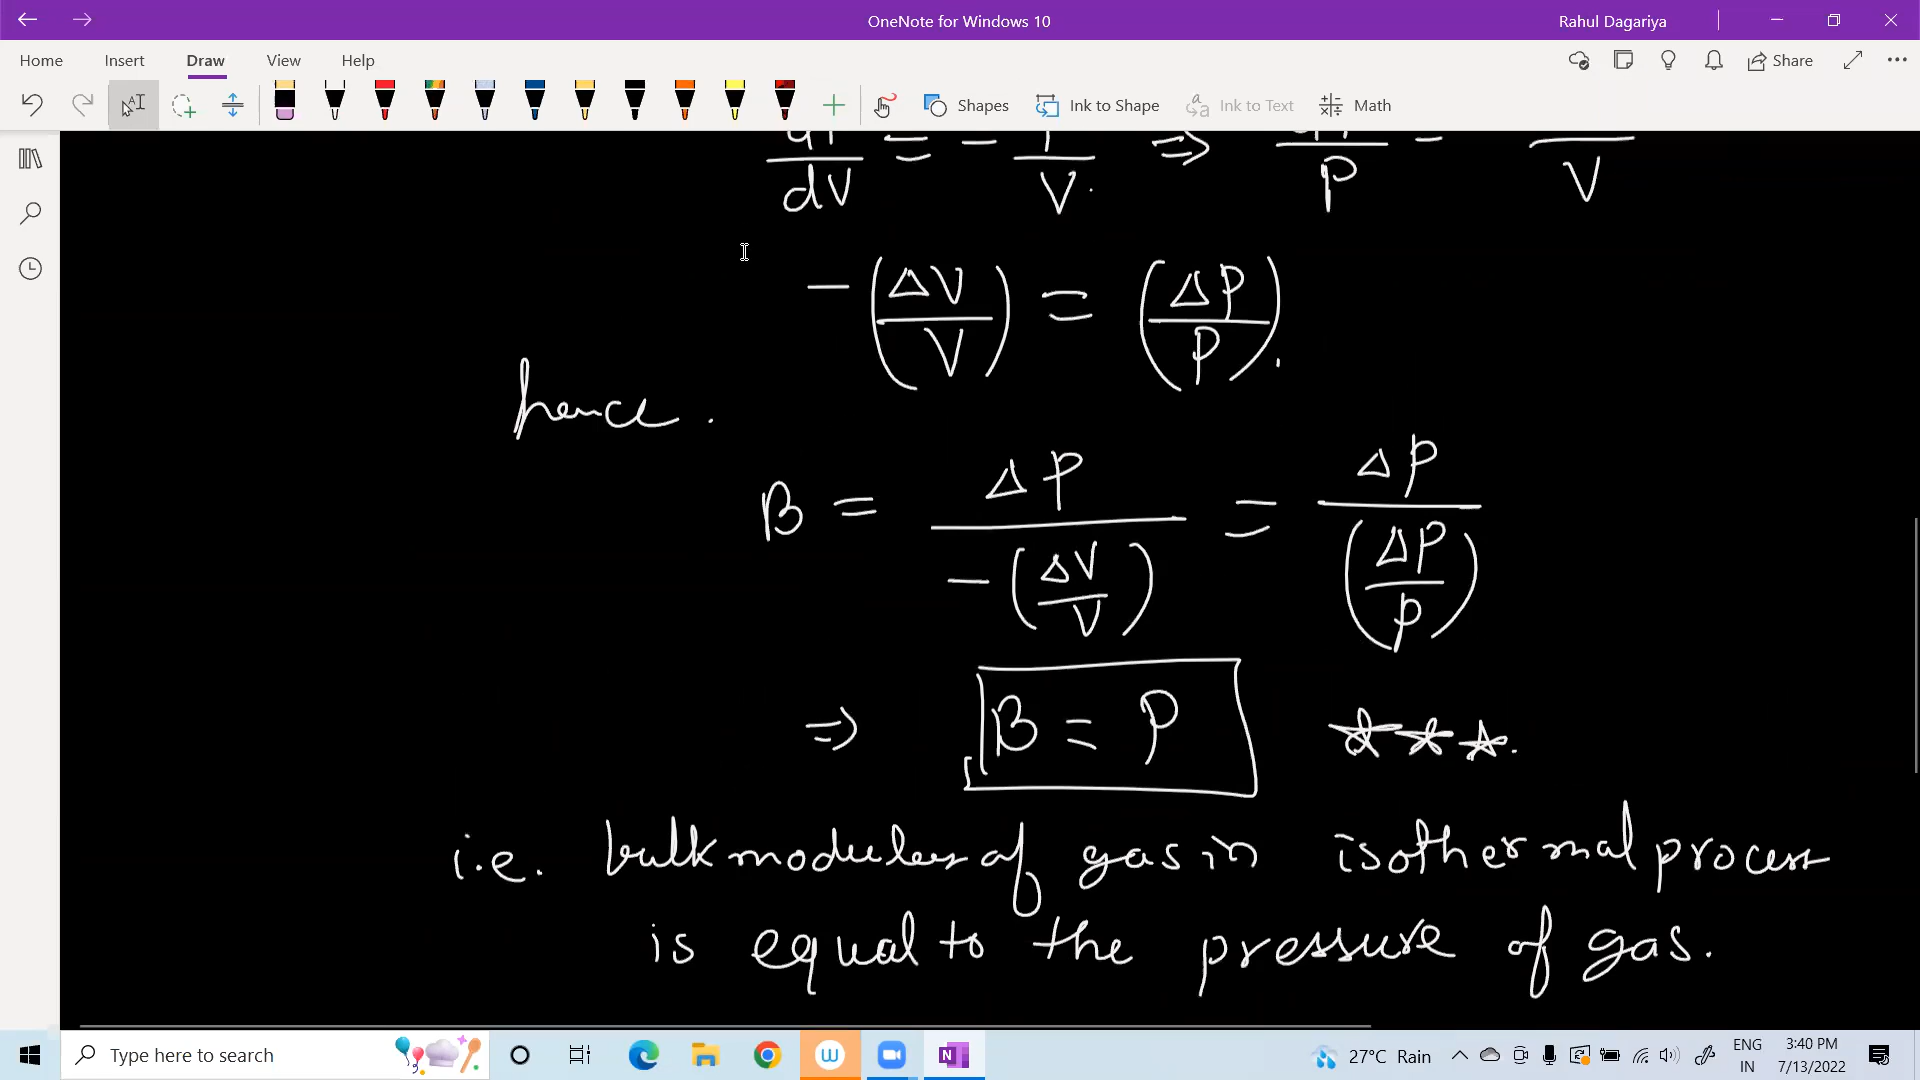 OneNote for Windows 10
Rahul Dagariya
Home Insert Draw View Help
Share
Shapes Ink to Shape Ink to Text Math
dV = - V. ⇒ P = V
-(ΔV/V) = (ΔP/P).
hence.
B = ΔP/-(ΔV/V) = ΔP/(ΔP/P)
⇒ B = P ☆☆☆.
i.e. bulk modulus of gas in isothermal process
is equal to the pressure of gas.
Type here to search
27°C Rain
ENG
IN
3:40 PM
7/13/2022